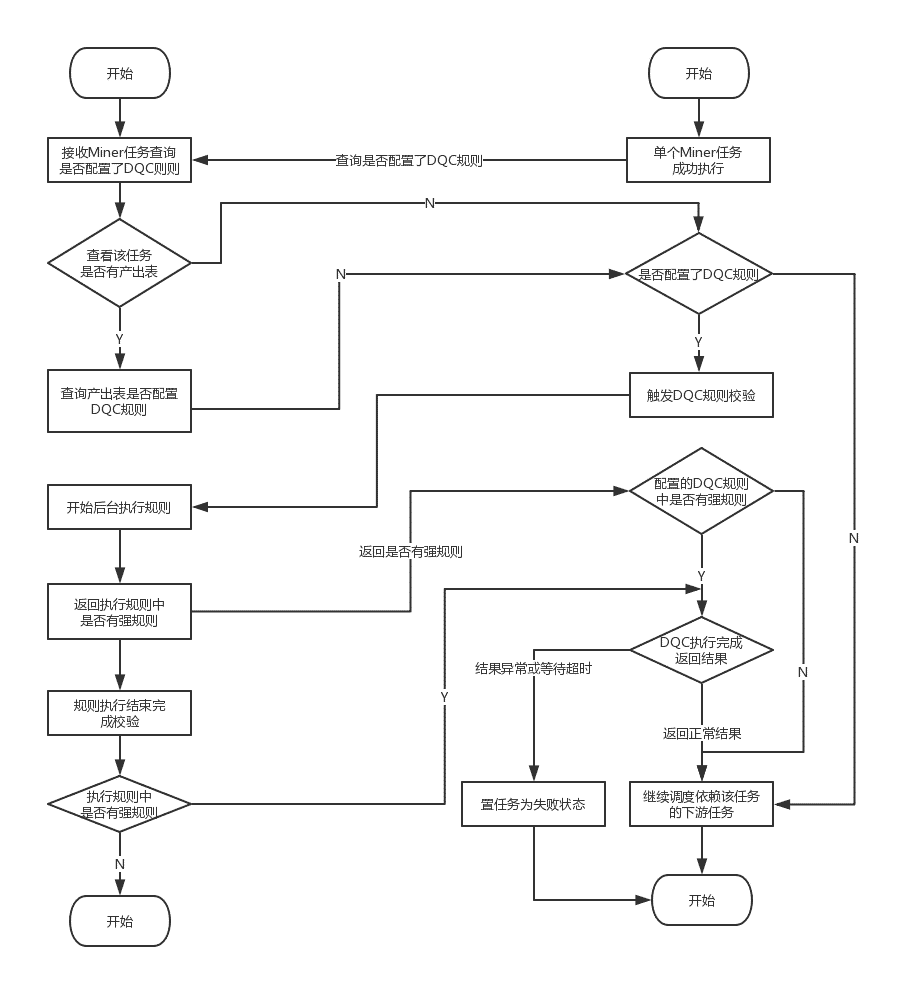 开始
开始
接收Miner任务查询
是否配置了DQC则则
查询是否配置了DQC规则
单个Miner任务
成功执行
N
查看该任务
是否有产出表
N
是否配置了DQC规则
Y
Y
查询产出表是否配置
DQC规则
触发DQC规则校验
配置的DQC规则
中是否有强规则
开始后台执行规则
N
返回是否有强规则
Y
返回执行规则中
是否有强规则
DQC执行完成
返回结果
结果异常或等待超时
N
Y
规则执行结束完
成校验
返回正常结果
执行规则中
是否有强规则
置任务为失败状态
继续调度依赖该任务
的下游任务
N
开始
开始